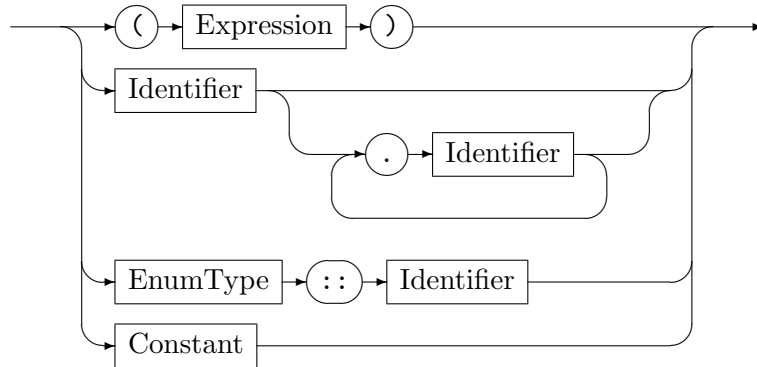 ( Expression )
Identifier
. Identifier
EnumType :: Identifier
Constant